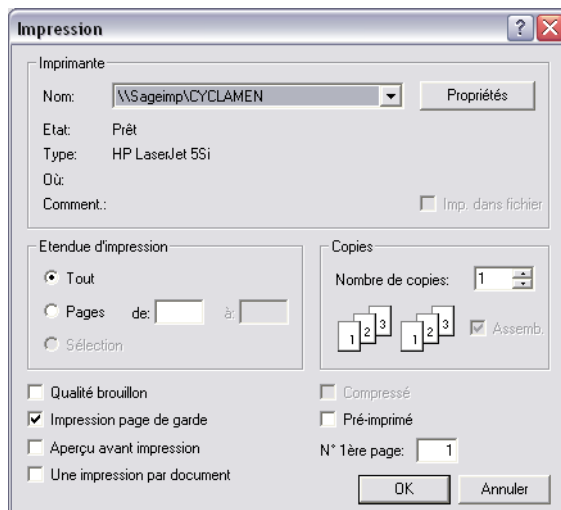 Impression
Imprimante
Nom: \\Sageimp\CYCLAMEN Propriétés
Etat: Prêt
Type: HP LaserJet 5Si
Où:
Comment.: Imp. dans fichier
Etendue d'impression
Tout
Pages de: à:
Sélection
Copies
Nombre de copies: 1
1 2 3 1 2 3 Assemb.
Qualité brouillon
Impression page de garde
Aperçu avant impression
Une impression par document
Compressé
Pré-imprimé
N° 1ère page: 1
OK Annuler